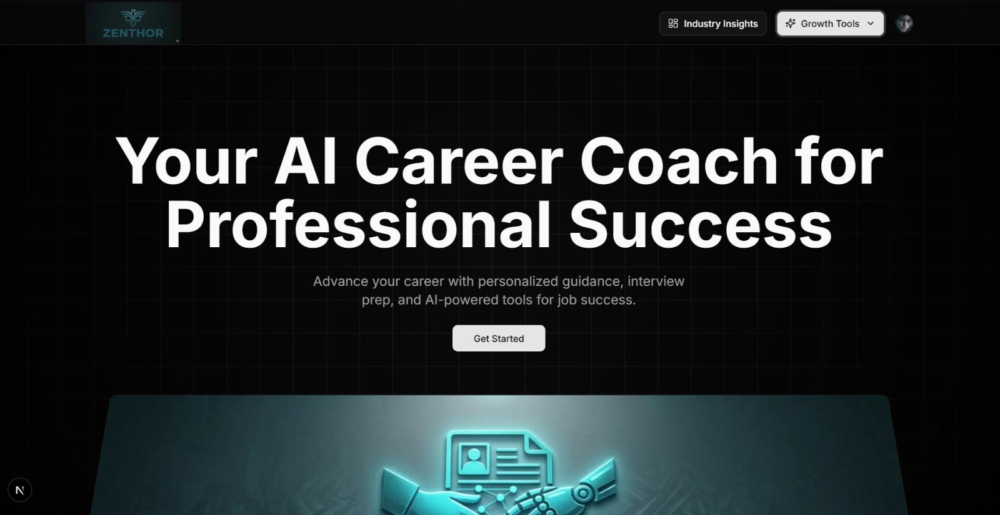 ZENTHOR
Industry Insights
Growth Tools
Your AI Career Coach for
Professional Success
Advance your career with personalized guidance, interview
prep, and AI-powered tools for job success.
Get Started
N